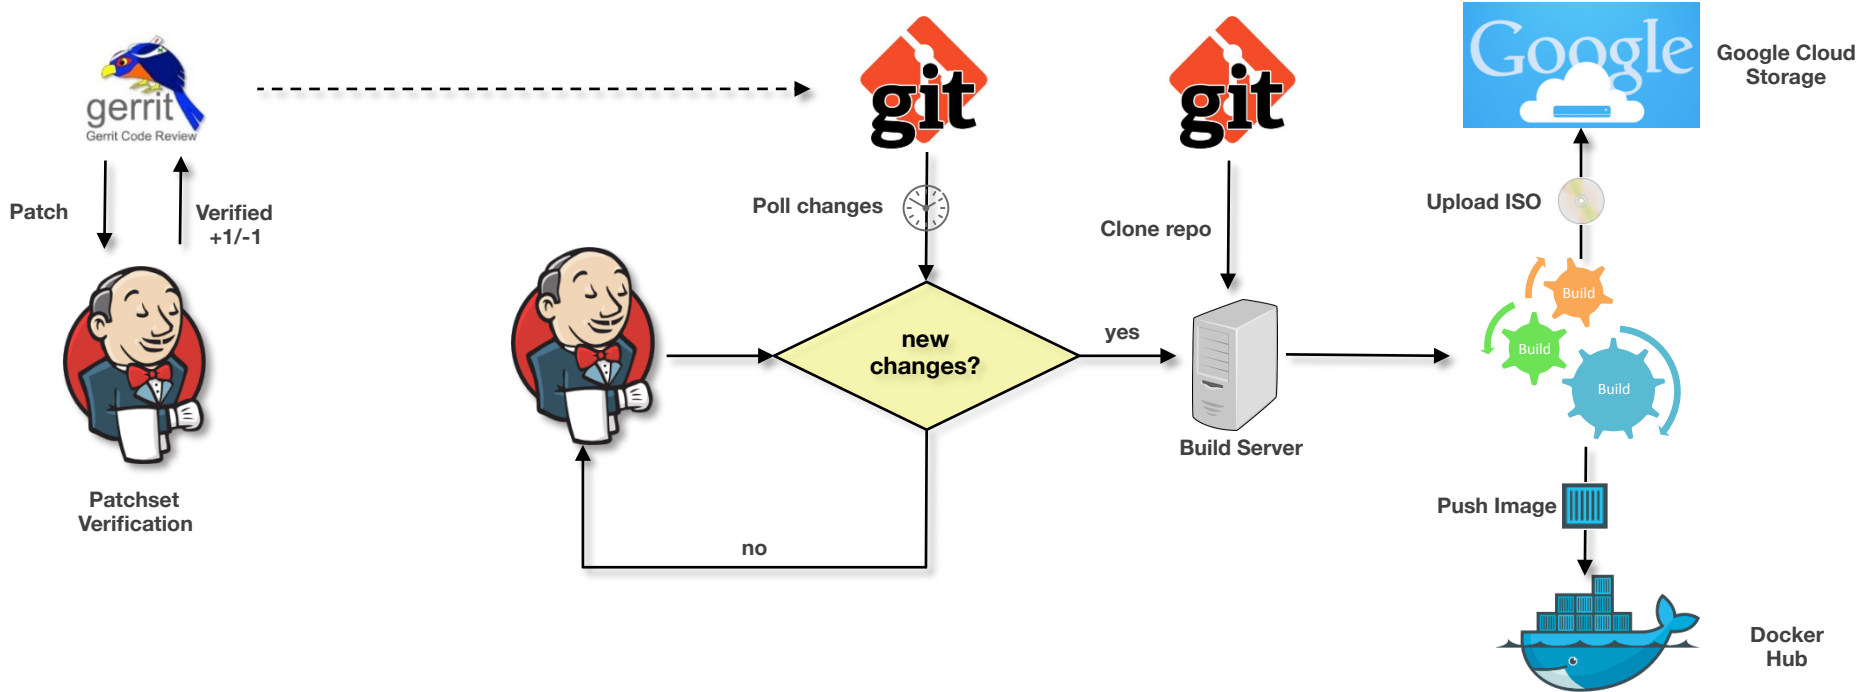 gerrit
Gerrit Code Review
git
git
Google
Google Cloud
Storage
Patch
Verified
+1/-1
Poll changes
Clone repo
Upload ISO
Build
Build
Build
new
changes?
yes
Build Server
Patchset
Verification
no
Push Image
Docker
Hub